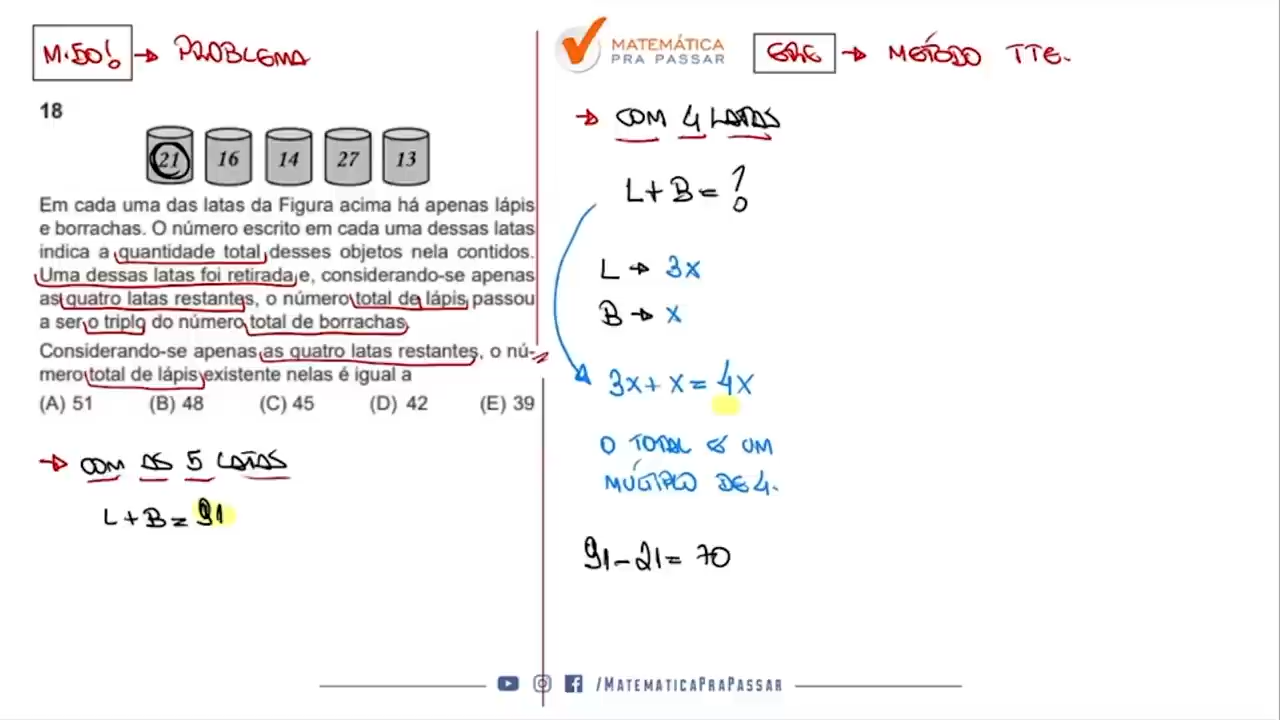 M.50! → PROBLEMA
18
21 16 14 27 13
Em cada uma das latas da Figura acima há apenas lápis
e borrachas. O número escrito em cada uma dessas latas
indica a quantidade total desses objetos nela contidos.
Uma dessas latas foi retirada e, considerando-se apenas
as quatro latas restantes, o número total de lápis passou
a ser o triplo do número total de borrachas.
Considerando-se apenas as quatro latas restantes, o nú-
mero total de lápis existente nelas é igual a
(A) 51 (B) 48 (C) 45 (D) 42 (E) 39
→ COM AS 5 LATAS
L + B = 91
MATEMÁTICA
PRA PASSAR
→ MÉTODO TTE.
→ COM 4 LATAS
L + B = ?
L → 3x
B → x
3x + x = 4x
O TOTAL É UM
MÚLTIPLO DE 4.
91 - 21 = 70
/MATEMATICAPRAPASSAR